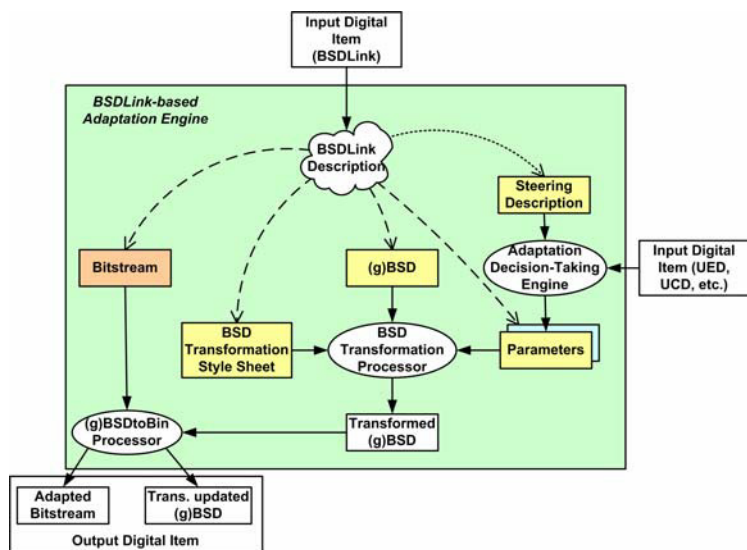 Input Digital
Item
(BSDLink)
BSDLink-based
Adaptation Engine
BSDLink
Description
Steering
Description
Bitstream
(g)BSD
Adaptation
Decision-Taking
Engine
Input Digital
Item (UED,
UCD, etc.)
BSD
Transformation
Style Sheet
BSD
Transformation
Processor
Parameters
(g)BSDtoBin
Processor
Transformed
(g)BSD
Adapted
Bitstream
Trans. updated
(g)BSD
Output Digital Item